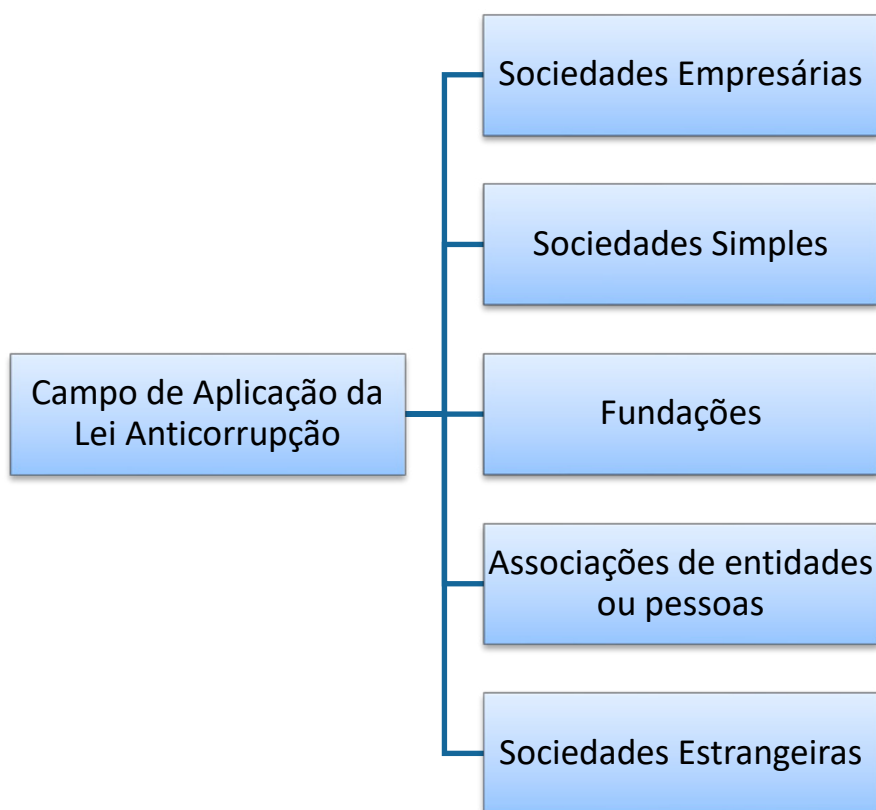 Sociedades Empresárias
Sociedades Simples
Campo de Aplicação da
Lei Anticorrupção
Fundações
Associações de entidades
ou pessoas
Sociedades Estrangeiras